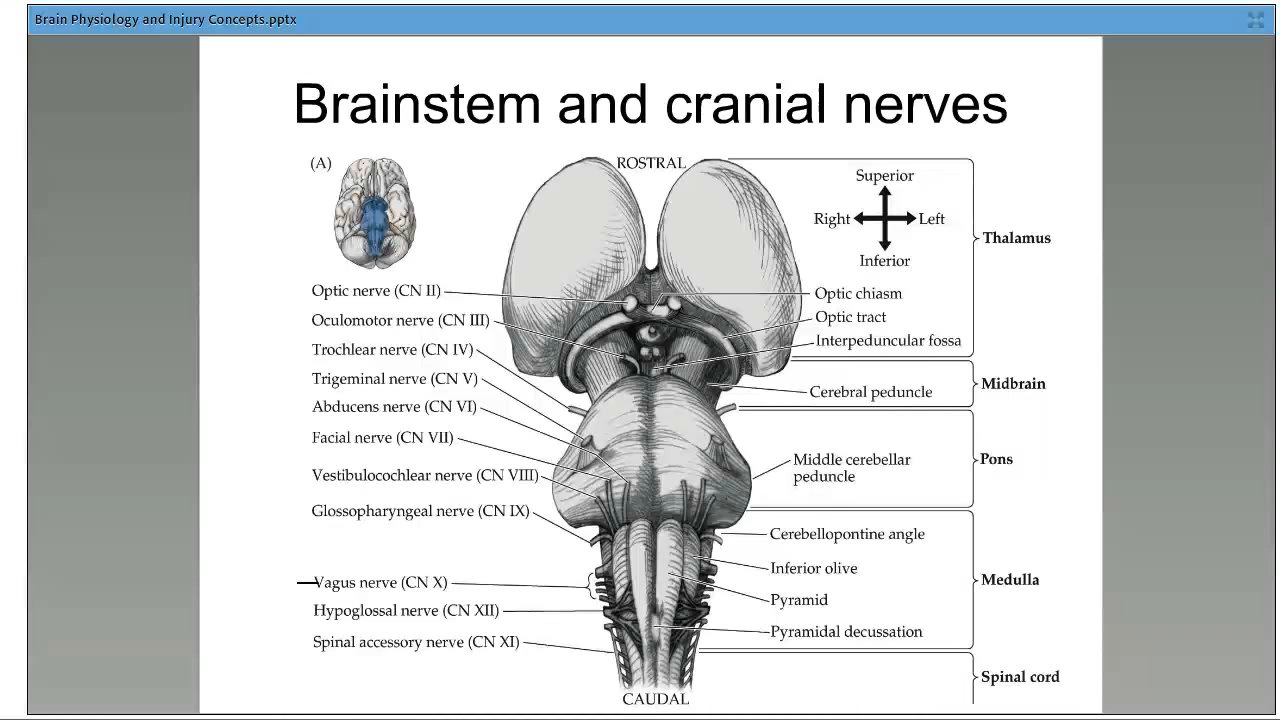 Brain Physiology and Injury Concepts.pptx
Brainstem and cranial nerves
(A)
ROSTRAL
Superior
Right
Left
Inferior
Thalamus
Optic nerve (CN II)
Oculomotor nerve (CN III)
Trochlear nerve (CN IV)
Trigeminal nerve (CN V)
Abducens nerve (CN VI)
Facial nerve (CN VII)
Vestibulocochlear nerve (CN VIII)
Glossopharyngeal nerve (CN IX)
Vagus nerve (CN X)
Hypoglossal nerve (CN XII)
Spinal accessory nerve (CN XI)
Optic chiasm
Optic tract
Interpeduncular fossa
Cerebral peduncle
Midbrain
Middle cerebellar
peduncle
Pons
Cerebellopontine angle
Inferior olive
Pyramid
Pyramidal decussation
Medulla
Spinal cord
CAUDAL